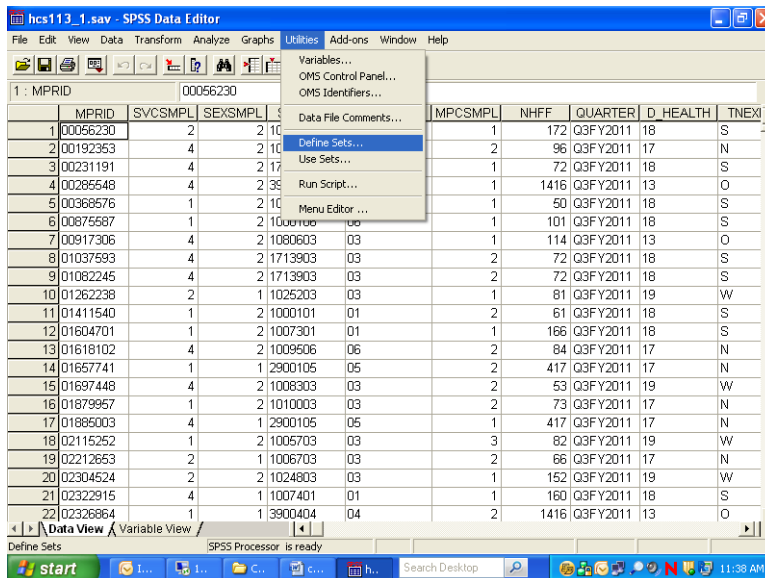 hcs113_1.sav - SPSS Data Editor
File Edit View Data Transform Analyze Graphs Utilities Add-ons Window Help
Variables...
OMS Control Panel...
OMS Identifiers...
Data File Comments...
Define Sets...
Use Sets...
Run Script...
Menu Editor ...
1 : MPRID 00056230
MPRID SVCSMPL SEXSMPL S MPCSMPL NHFF QUARTER D_HEALTH TNEXI
1 00056230 2 2 10 1 172 Q3FY2011 18 S
2 00192353 4 2 10 2 96 Q3FY2011 17 N
3 00231191 4 2 17 1 72 Q3FY2011 18 S
4 00285548 4 2 39 1 1416 Q3FY2011 13 O
5 00368576 1 2 10 1 50 Q3FY2011 18 S
6 00875587 1 2 1000106 06 1 101 Q3FY2011 18 S
7 00917306 4 2 1080603 03 1 114 Q3FY2011 13 O
8 01037593 4 2 1713903 03 2 72 Q3FY2011 18 S
9 01082245 4 2 1713903 03 2 72 Q3FY2011 18 S
10 01262238 2 1 1025203 03 1 81 Q3FY2011 19 W
11 01411540 1 2 1000101 01 2 61 Q3FY2011 18 S
12 01604701 1 2 1007301 01 1 166 Q3FY2011 18 S
13 01618102 4 2 1009506 06 2 84 Q3FY2011 17 N
14 01657741 1 1 2900105 05 2 417 Q3FY2011 17 N
15 01697448 4 2 1008303 03 2 53 Q3FY2011 19 W
16 01879957 1 2 1010003 03 2 73 Q3FY2011 17 N
17 01885003 4 1 2900105 05 1 417 Q3FY2011 17 N
18 02115252 1 2 1005703 03 3 82 Q3FY2011 19 W
19 02212653 2 1 1006703 03 2 66 Q3FY2011 17 N
20 02304524 2 2 1024803 03 1 152 Q3FY2011 19 W
21 02322915 4 1 1007401 01 1 160 Q3FY2011 18 S
22 02326864 1 1 3900404 04 2 1416 Q3FY2011 13 O
Data View Variable View
Define Sets SPSS Processor is ready
start I... 1... C... c... h... Search Desktop 11:38 AM